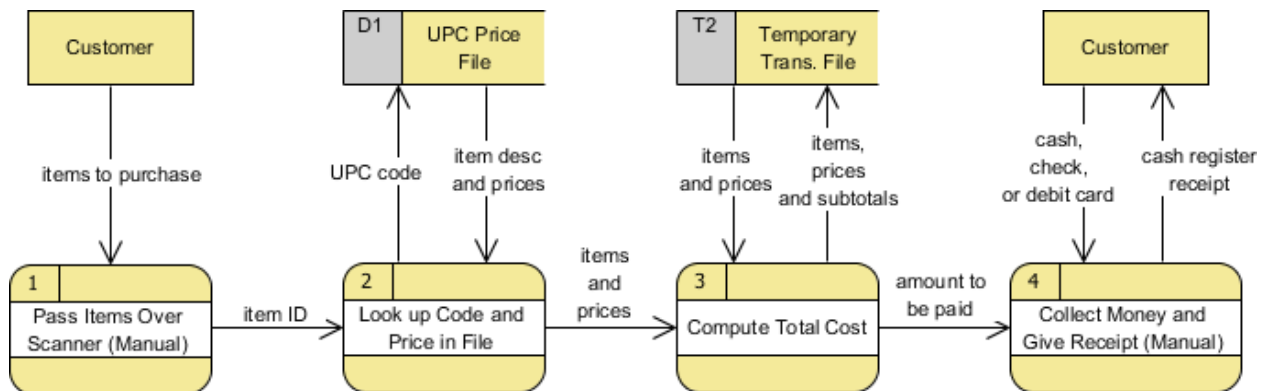 Customer
D1
UPC Price
File
T2
Temporary
Trans. File
Customer
items to purchase
UPC code
item desc
and prices
items
and prices
items,
prices
and subtotals
cash,
check,
or debit card
cash register
receipt
1
Pass Items Over
Scanner (Manual)
item ID
2
Look up Code and
Price in File
items
and
prices
3
Compute Total Cost
amount to
be paid
4
Collect Money and
Give Receipt (Manual)